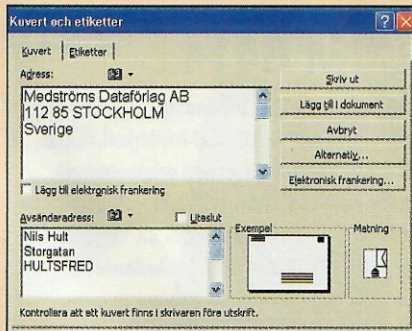 Kuvert och etiketter
Kuvert
Etiketter
Adress:
Medströms Dataförlag AB
112 85 STOCKHOLM
Sverige
Skriv ut
Lägg till i dokument
Avbryt
Alternativ...
Elektronisk frankering...
Lägg till elektronisk frankering
Avsändaradress:
Uteslut
Nils Hult
Storgatan
HULTSFRED
Exempel
Matning
Kontrollera att ett kuvert finns i skrivaren före utskrift.